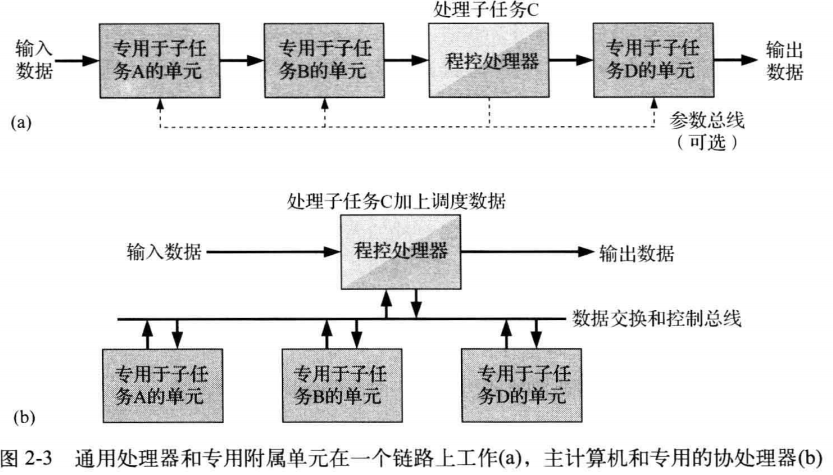 处理子任务C
输入
数据
专用于子任
务A的单元
专用于子任
务B的单元
程控处理器
专用于子任
务D的单元
输出
数据
(a)
参数总线
（可选）
处理子任务C加上调度数据
输入数据
程控处理器
输出数据
数据交换和控制总线
专用于子任
务A的单元
专用于子任
务B的单元
专用于子任
务D的单元
(b)
图 2-3 通用处理器和专用附属单元在一个链路上工作(a)，主计算机和专用的协处理器(b)